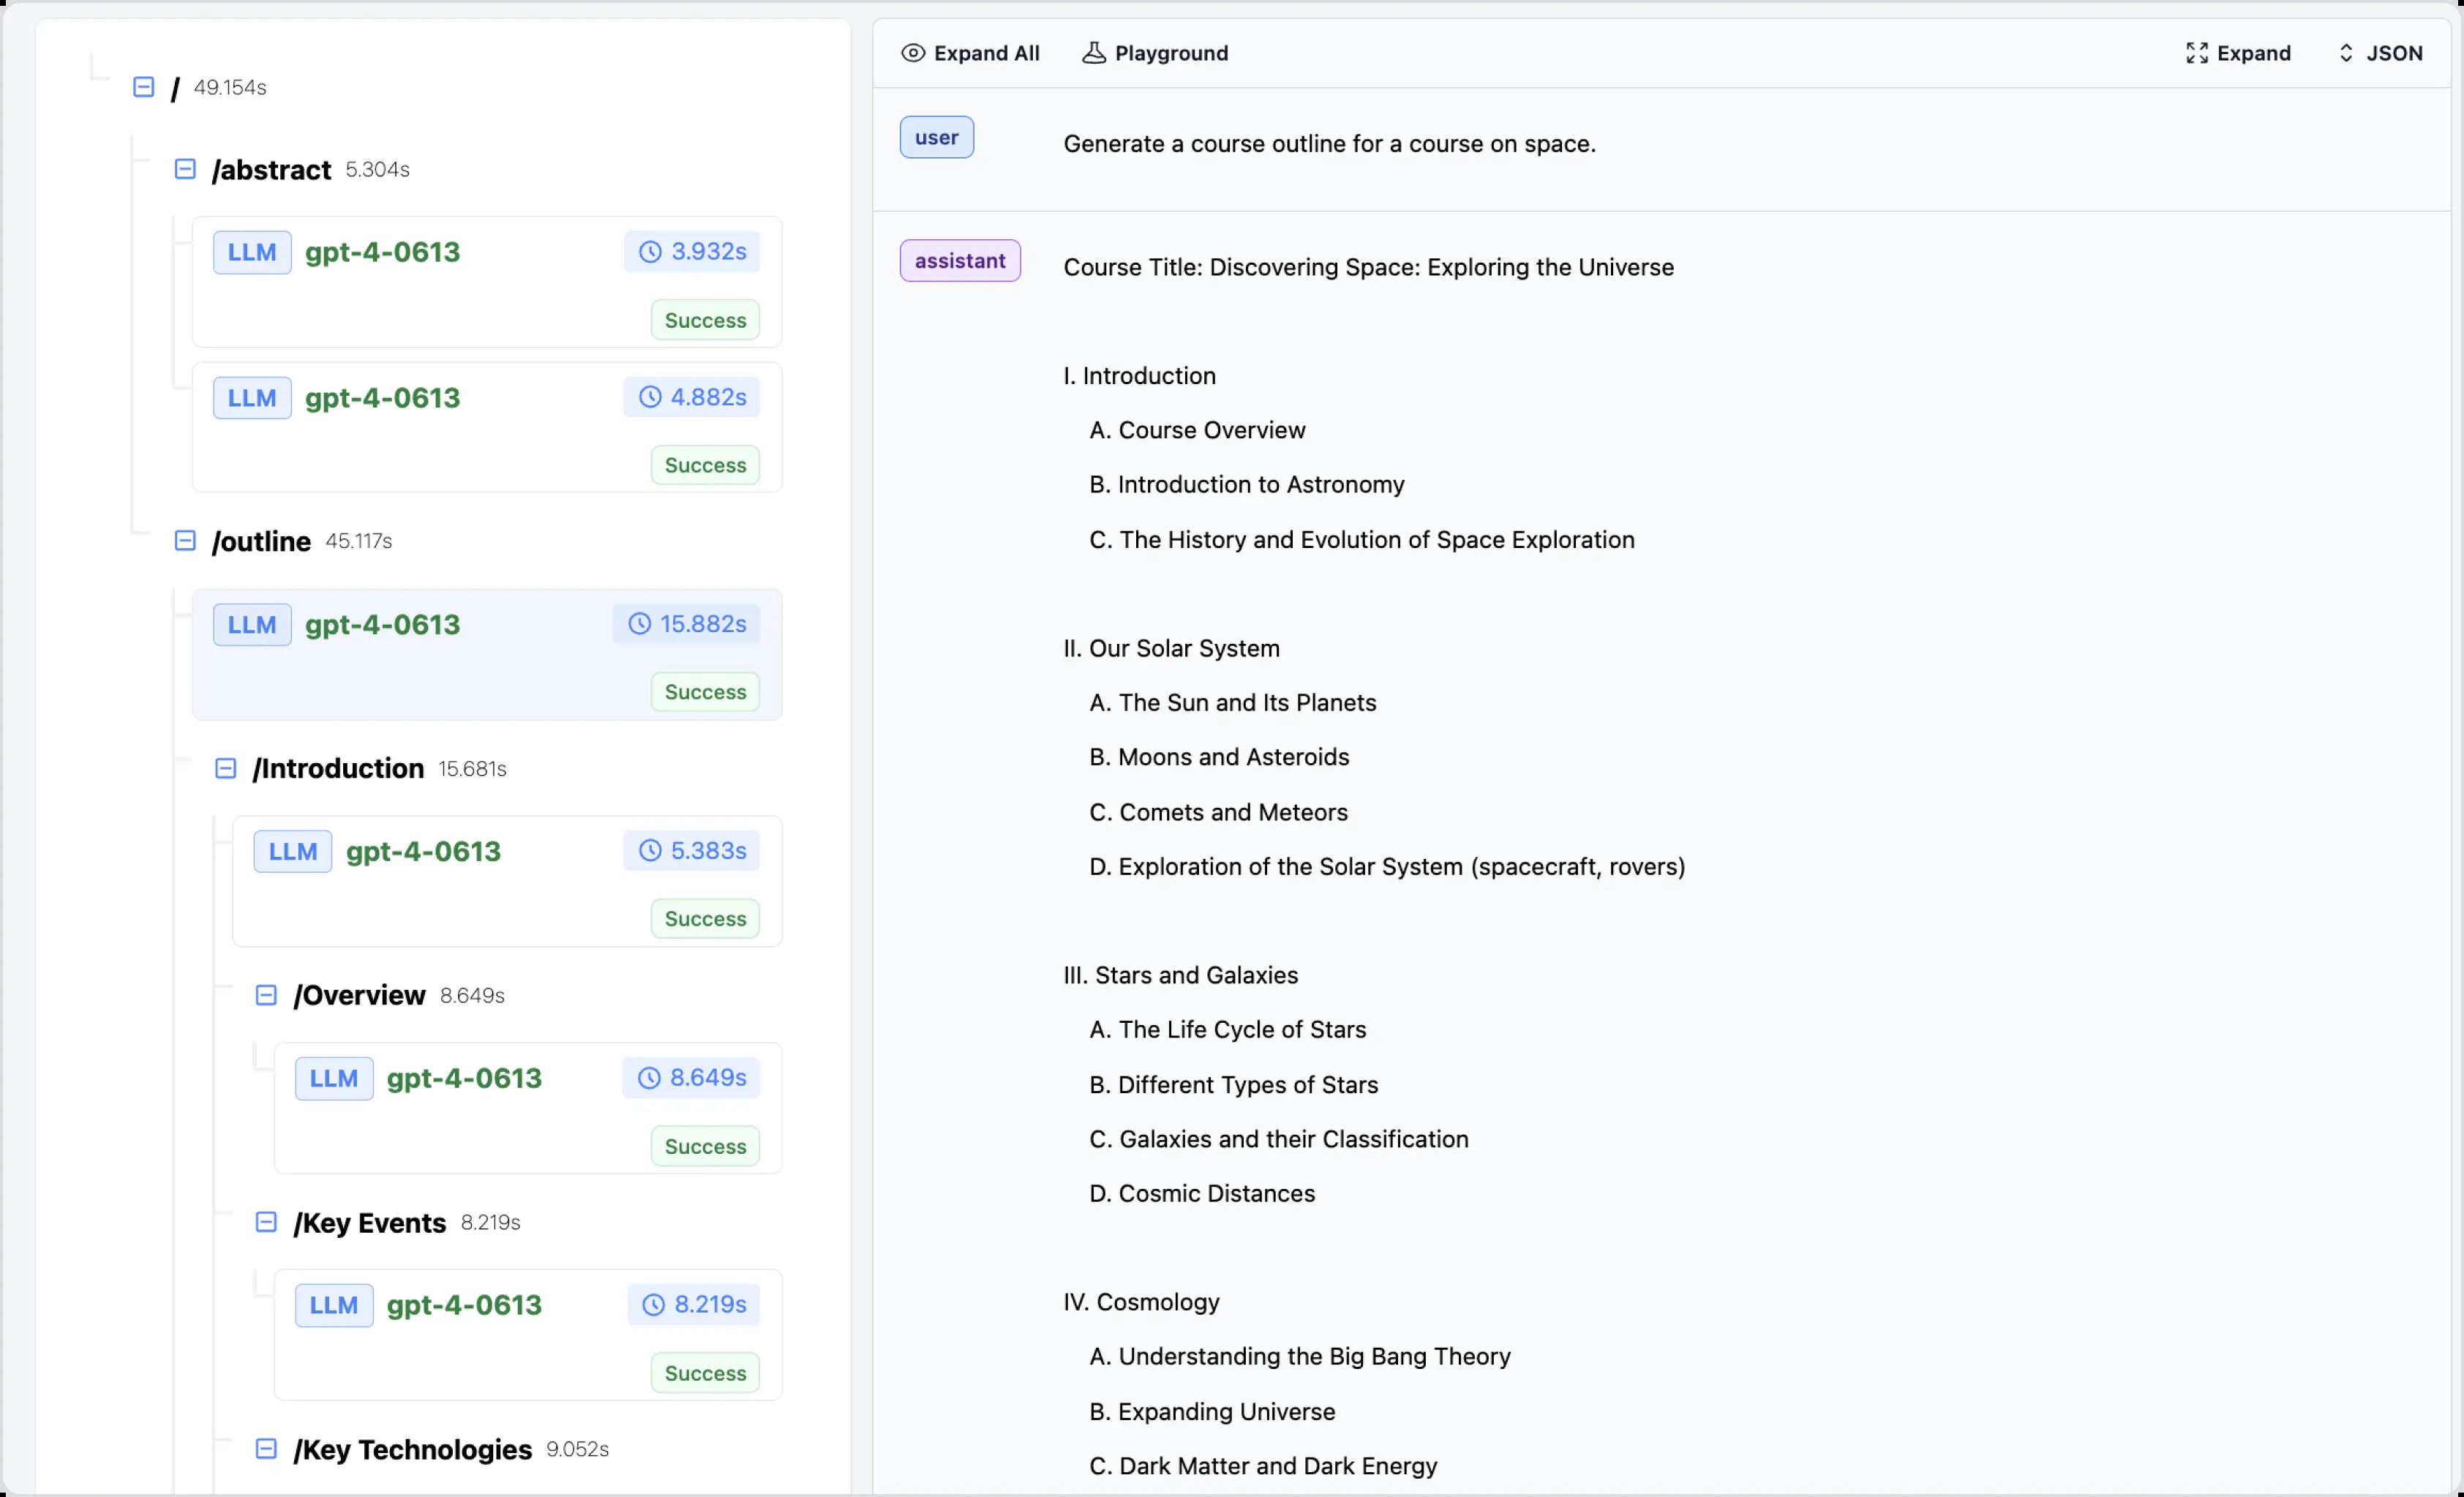 / 49.154s
/abstract 5.304s
LLM gpt-4-0613 3.932s
Success
LLM gpt-4-0613 4.882s
Success
/outline 45.117s
LLM gpt-4-0613 15.882s
Success
/Introduction 15.681s
LLM gpt-4-0613 5.383s
Success
/Overview 8.649s
LLM gpt-4-0613 8.649s
Success
/Key Events 8.219s
LLM gpt-4-0613 8.219s
Success
/Key Technologies 9.052s
Expand All Playground Expand JSON
user Generate a course outline for a course on space.
assistant Course Title: Discovering Space: Exploring the Universe
I. Introduction
A. Course Overview
B. Introduction to Astronomy
C. The History and Evolution of Space Exploration
II. Our Solar System
A. The Sun and Its Planets
B. Moons and Asteroids
C. Comets and Meteors
D. Exploration of the Solar System (spacecraft, rovers)
III. Stars and Galaxies
A. The Life Cycle of Stars
B. Different Types of Stars
C. Galaxies and their Classification
D. Cosmic Distances
IV. Cosmology
A. Understanding the Big Bang Theory
B. Expanding Universe
C. Dark Matter and Dark Energy